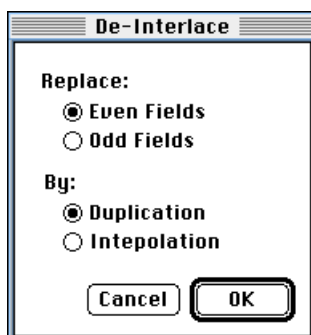 De-Interlace
Replace:
Even Fields
Odd Fields
By:
Duplication
Intepolation
Cancel OK